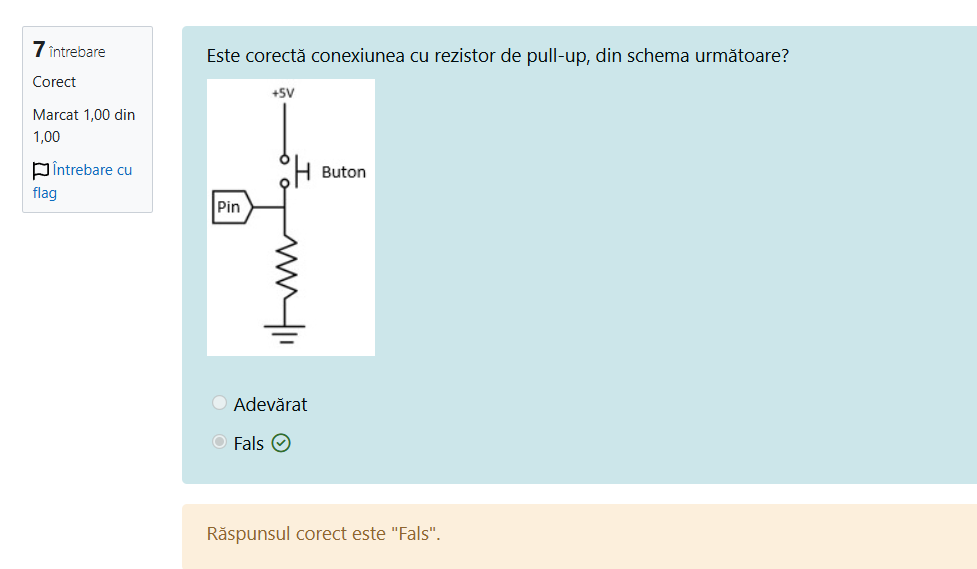 7 întrebare
Corect
Marcat 1,00 din
1,00
Întrebare cu
flag
Este corectă conexiunea cu rezistor de pull-up, din schema următoare?
+5V
Buton
Pin
Adevărat
Fals
Răspunsul corect este "Fals".